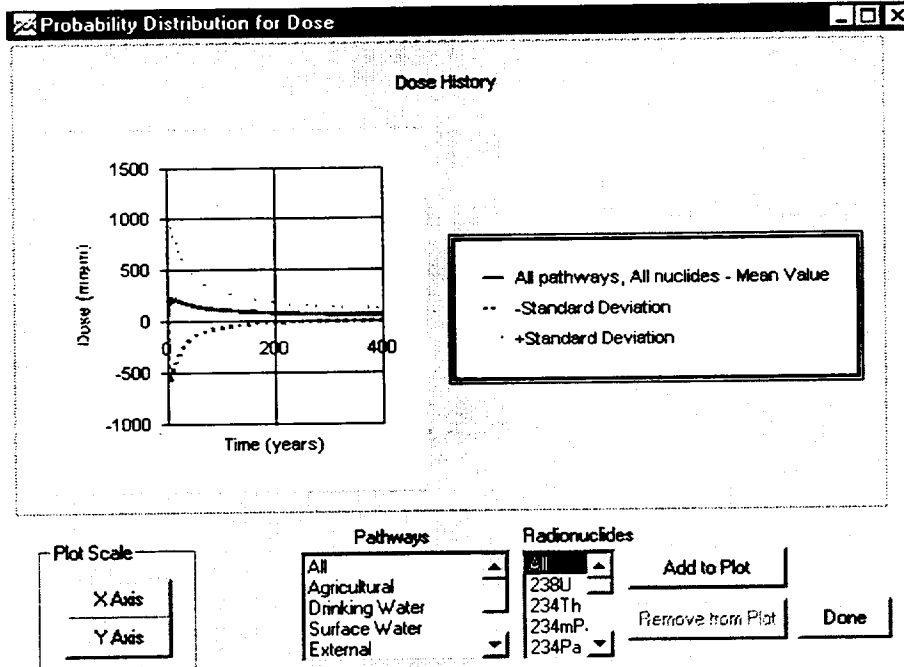 Probability Distribution for Dose
Dose History
1500
1000
500
0
-500
-1000
0 200 400
Time (years)
All pathways, All nuclides - Mean Value
-Standard Deviation
+Standard Deviation
Plot Scale
X Axis
Y Axis
Pathways
All
Agricultural
Drinking Water
Surface Water
External
Radionuclides
All
238U
234Th
234mP.
234Pa
Add to Plot
Remove from Plot
Done
Dose